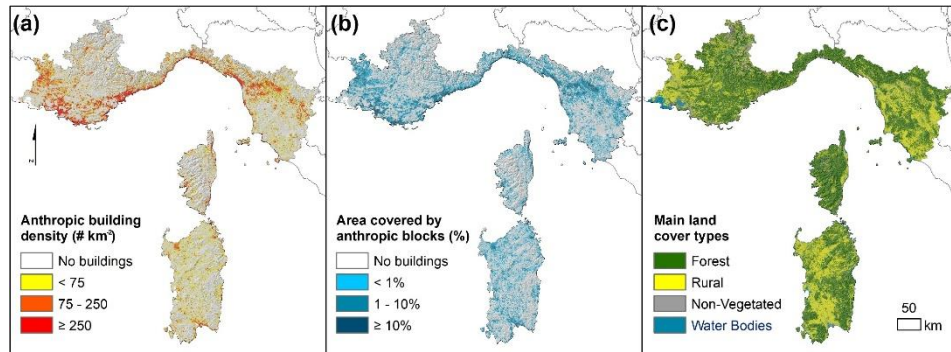 (a)
Anthropic building
density (# km²)
No buildings
< 75
75 - 250
≥ 250
(b)
Area covered by
anthropic blocks (%)
No buildings
< 1%
1 - 10%
≥ 10%
(c)
Main land
cover types
Forest
Rural
Non-Vegetated
Water Bodies
50
km